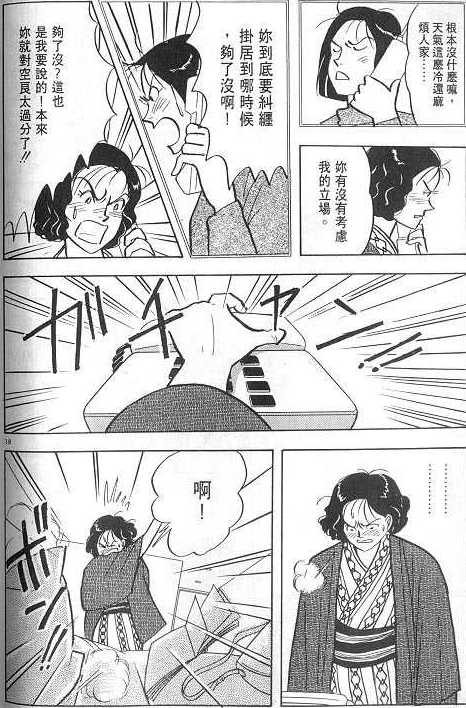 根本沒什麼嘛，
天氣這麼冷還麻
煩人家……
妳有沒有考慮
我的立場。
妳到底要糾纏
掛居到哪時候
，夠了沒啊！
夠了沒？這也
是我要說的！本來
妳就對空良太
過分了!!
ガチャン
…………
…………
啊！
ドン
38